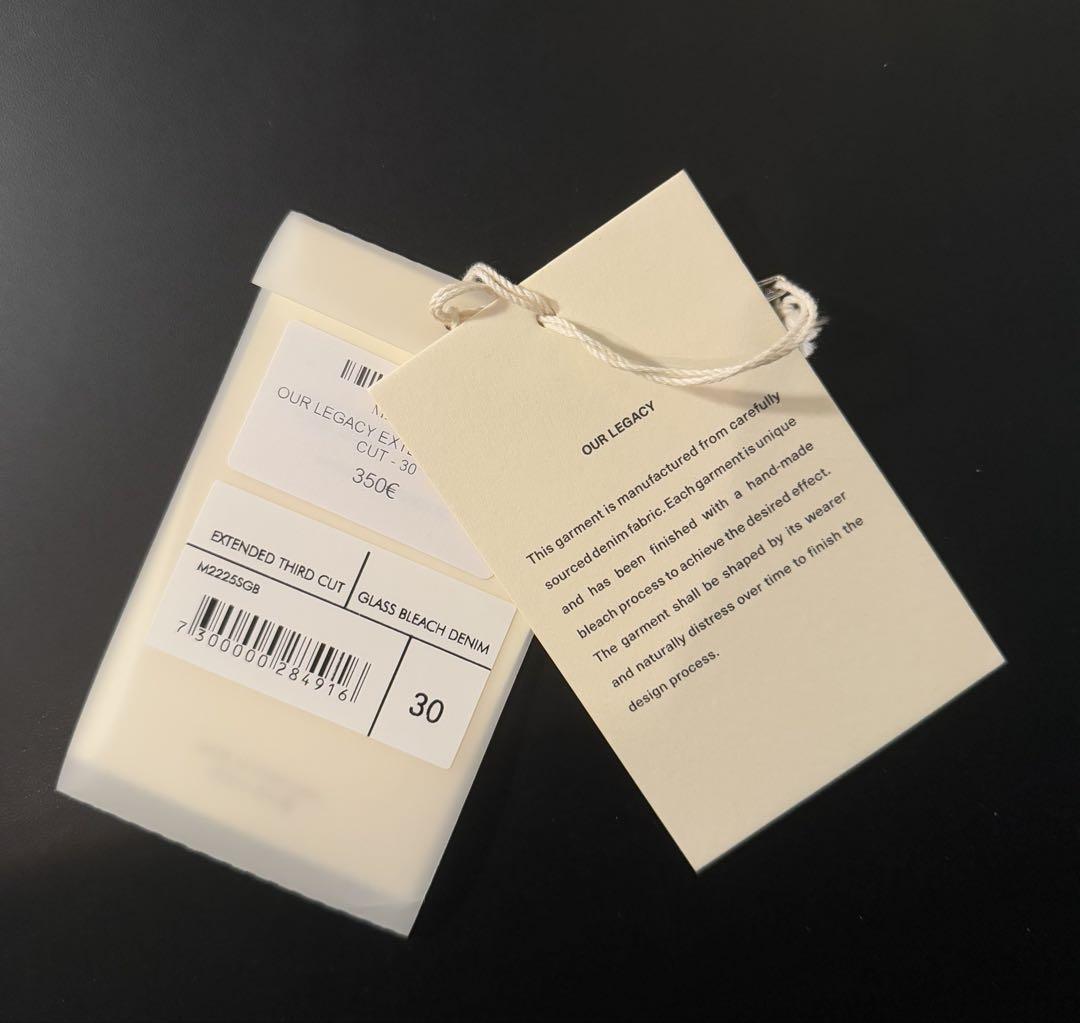 OUR LEGACY
CUT - 30
350€
EXTENDED THIRD CUT
GLASS BLEACH DENIM
M2225SGB
7 300000 284916
30
OUR LEGACY
This garment is manufactured from carefully
sourced denim fabric. Each garment is unique
and has been finished with a hand-made
bleach process to achieve the desired effect.
The garment shall be shaped by its wearer
and naturally distress over time to finish the
design process.